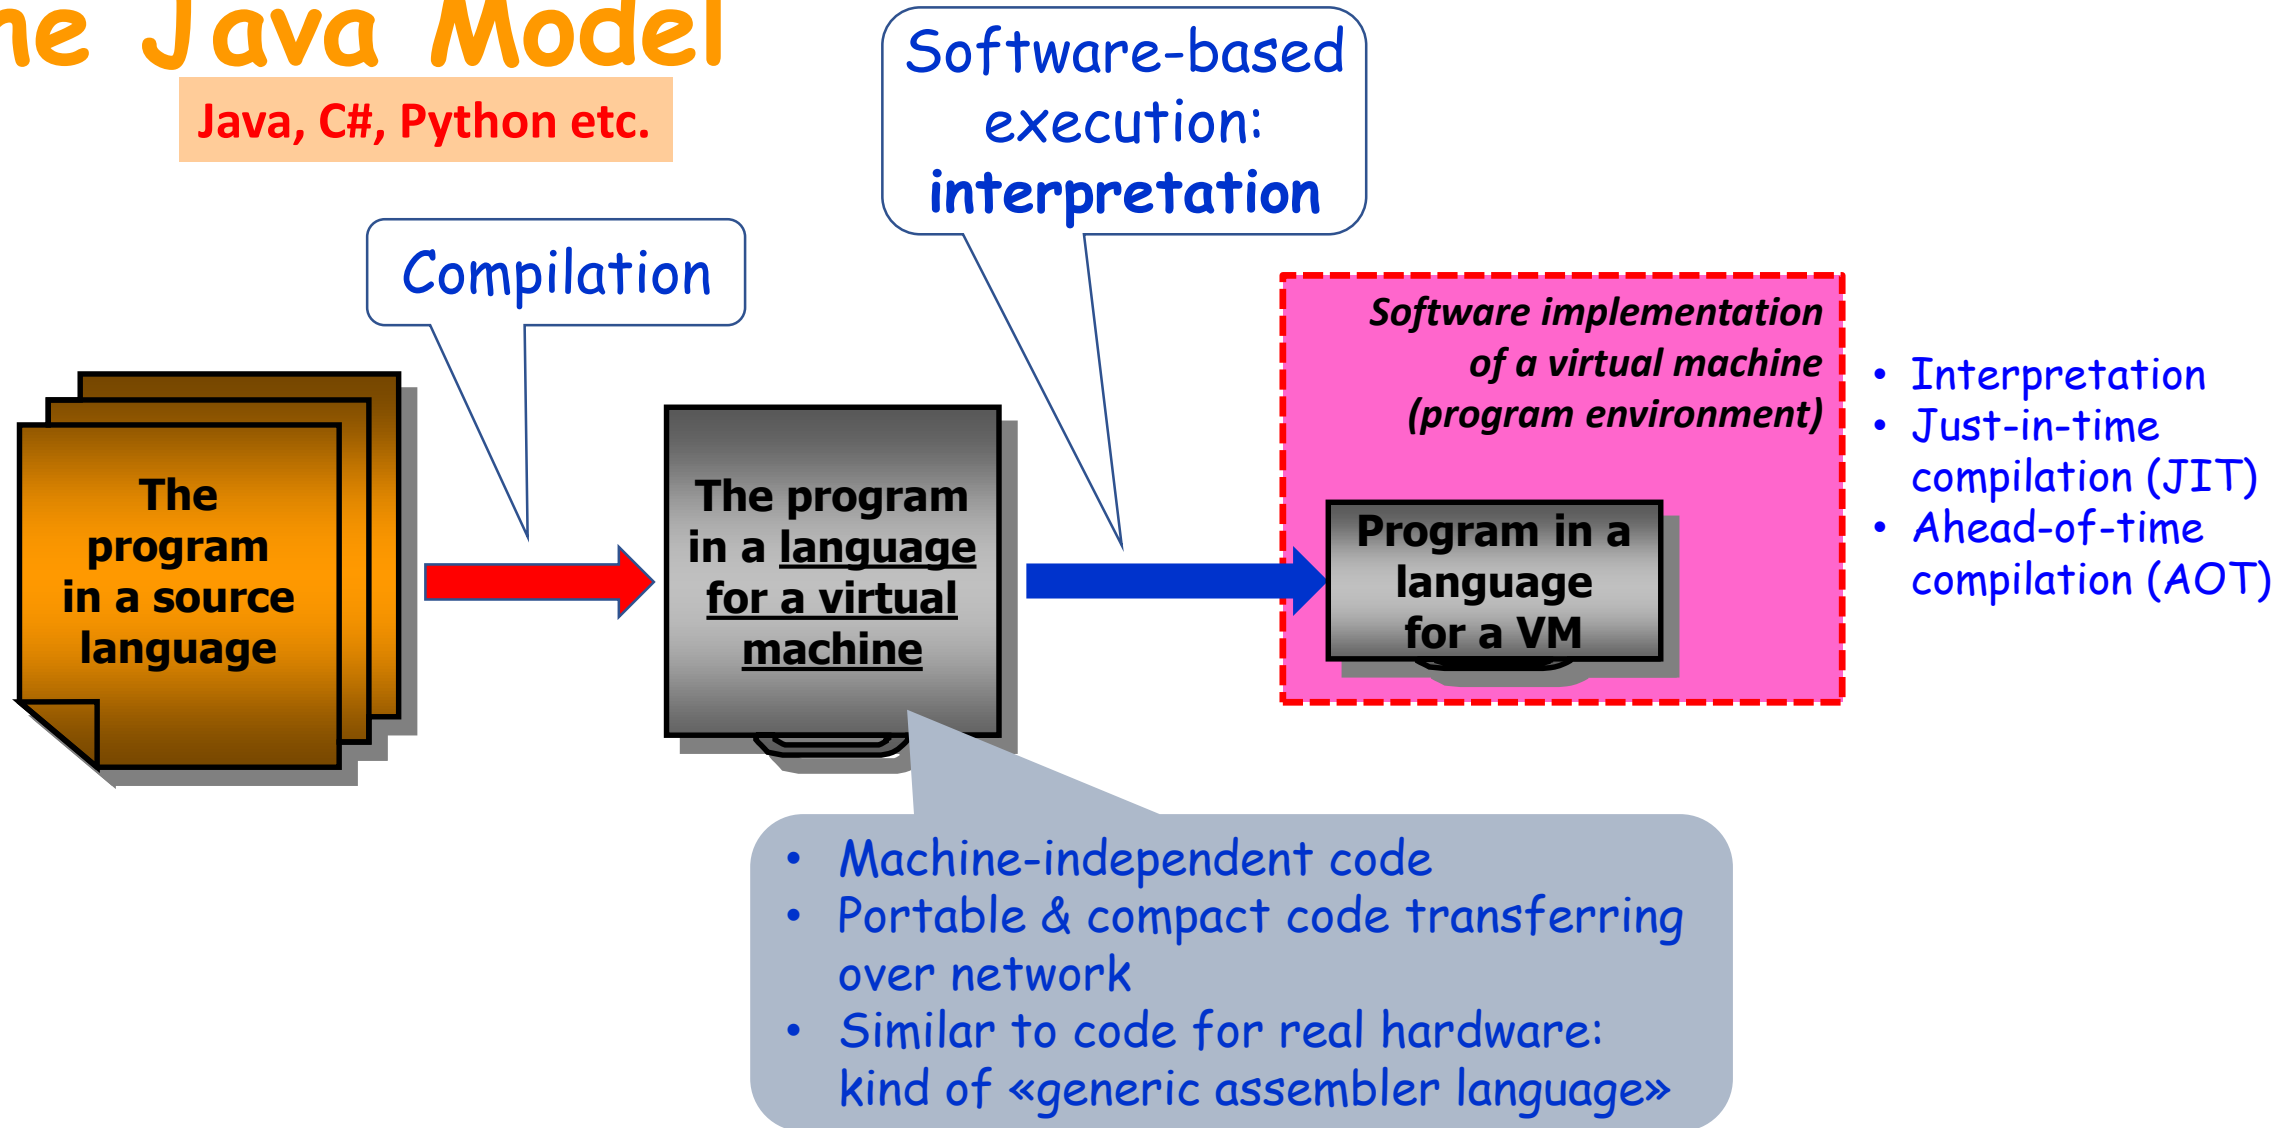 he Java Model
Java, C#, Python etc.
Software-based
execution:
interpretation
Compilation
Software implementation
of a virtual machine
(program environment)
• Interpretation
• Just-in-time
compilation (JIT)
• Ahead-of-time
compilation (AOT)
The
program
in a source
language
The program
in a language
for a virtual
machine
Program in a
language
for a VM
• Machine-independent code
• Portable & compact code transferring
over network
• Similar to code for real hardware:
kind of «generic assembler language»